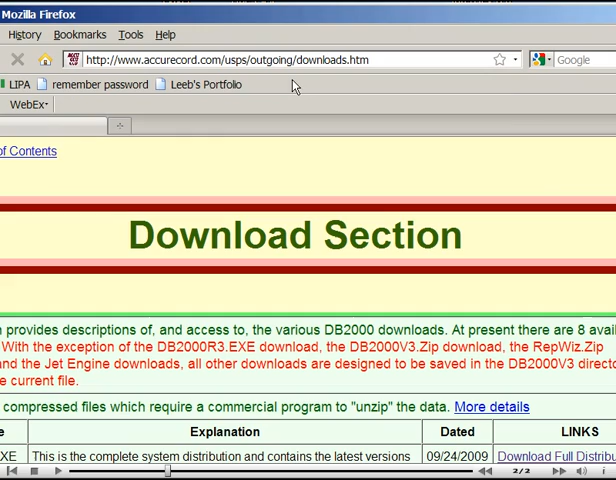 Mozilla Firefox
History Bookmarks Tools Help
http://www.accurecord.com/usps/outgoing/downloads.htm
Google
LIPA remember password Leeb's Portfolio
WebEx
of Contents
Download Section
provides descriptions of, and access to, the various DB2000 downloads. At present there are 8 avai
With the exception of the DB2000R3.EXE download, the DB2000V3.Zip download, the RepWiz.Zip
nd the Jet Engine downloads, all other downloads are designed to be saved in the DB2000V3 direct
e current file.
compressed files which require a commercial program to "unzip" the data. More details
e Explanation Dated LINKS
EXE This is the complete system distribution and contains the latest versions 09/24/2009 Download Full Distribu
2/2